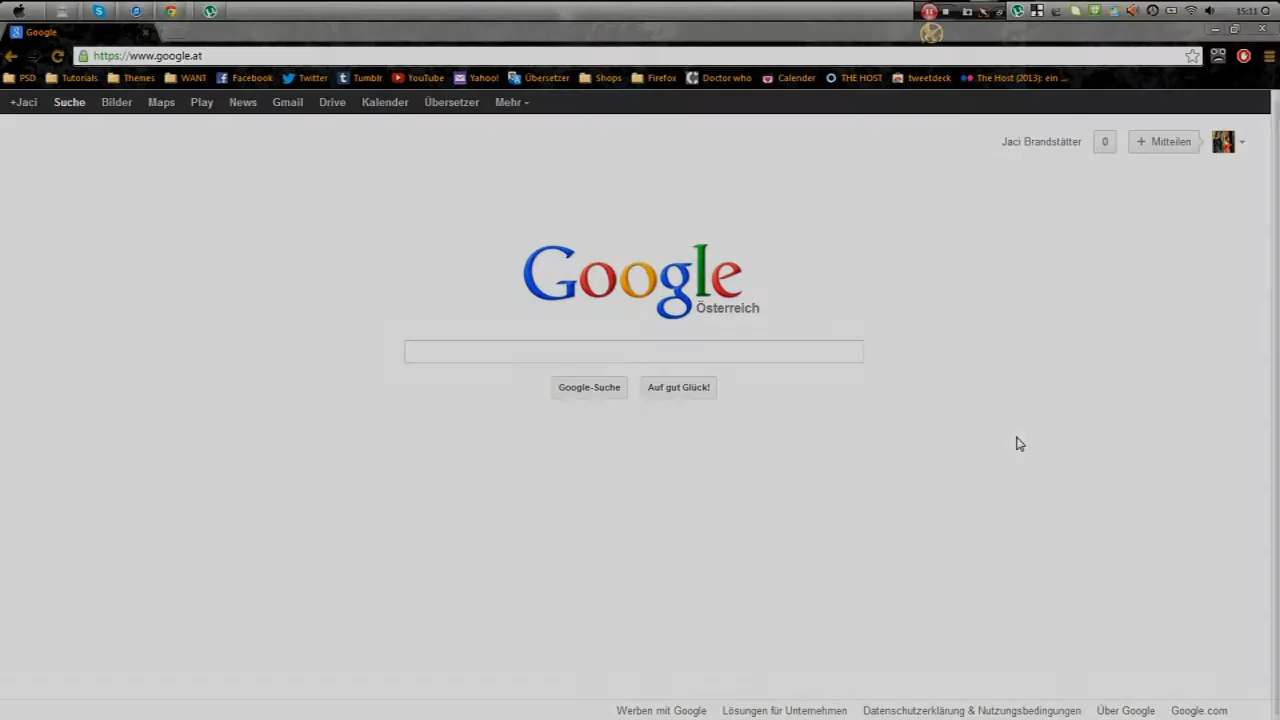 15:11
Google
https://www.google.at
PSD Tutorials Themes WANT Facebook Twitter Tumblr YouTube Yahoo! Übersetzer Shops Firefox Doctor who Calender THE HOST tweetdeck The Host (2013): ein ...
+Jaci Suche Bilder Maps Play News Gmail Drive Kalender Übersetzer Mehr
Jaci Brandstätter 0 + Mitteilen
Google
Österreich
Google-Suche Auf gut Glück!
Werben mit Google Lösungen für Unternehmen Datenschutzerklärung & Nutzungsbedingungen Über Google Google.com